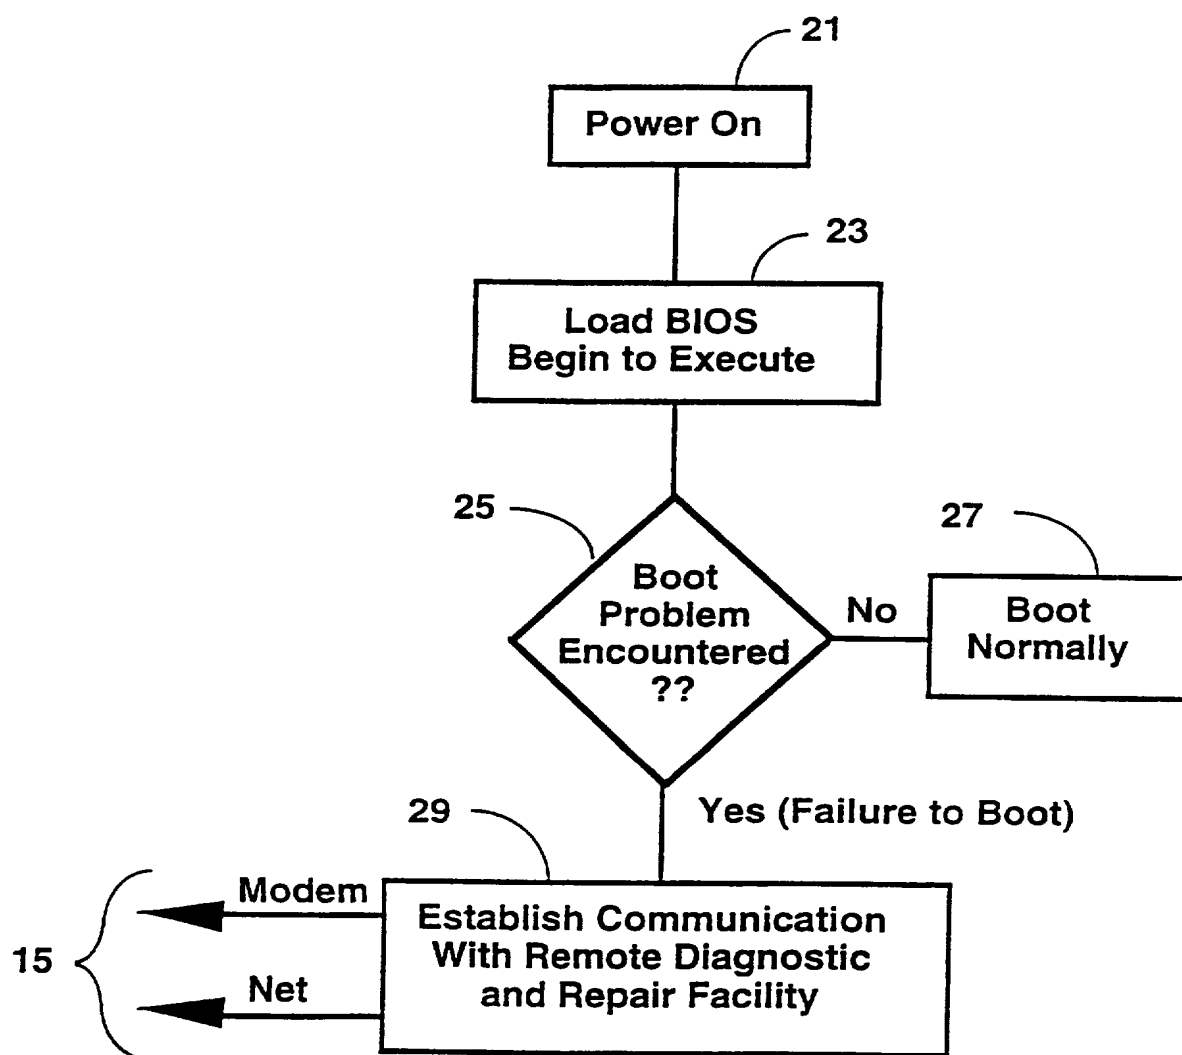 21
Power On
23
Load BIOS
Begin to Execute
25
Boot
Problem
Encountered
??
No
27
Boot
Normally
Yes (Failure to Boot)
29
Establish Communication
With Remote Diagnostic
and Repair Facility
Modem
Net
15